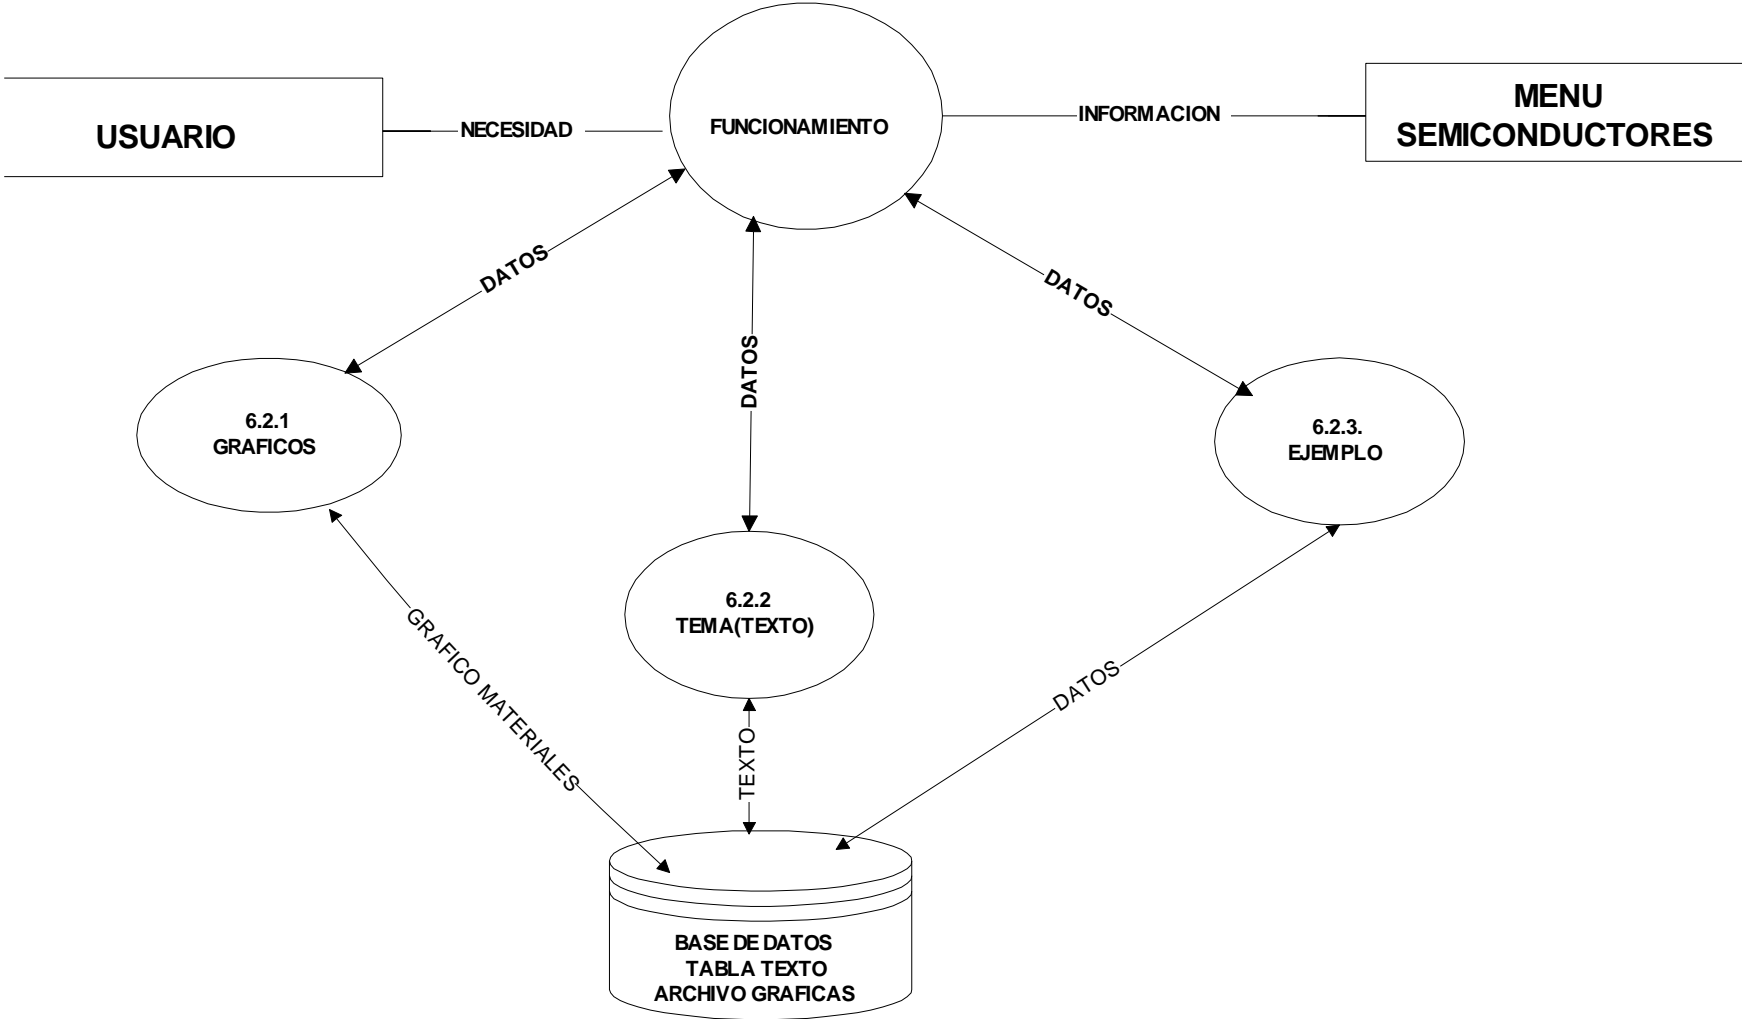 USUARIO
NECESIDAD
FUNCIONAMIENTO
INFORMACION
MENU
SEMICONDUCTORES
DATOS
DATOS
DATOS
6.2.1
GRAFICOS
6.2.3.
EJEMPLO
6.2.2
TEMA(TEXTO)
GRAFICO MATERIALES
TEXTO
DATOS
BASE DE DATOS
TABLA TEXTO
ARCHIVO GRAFICAS